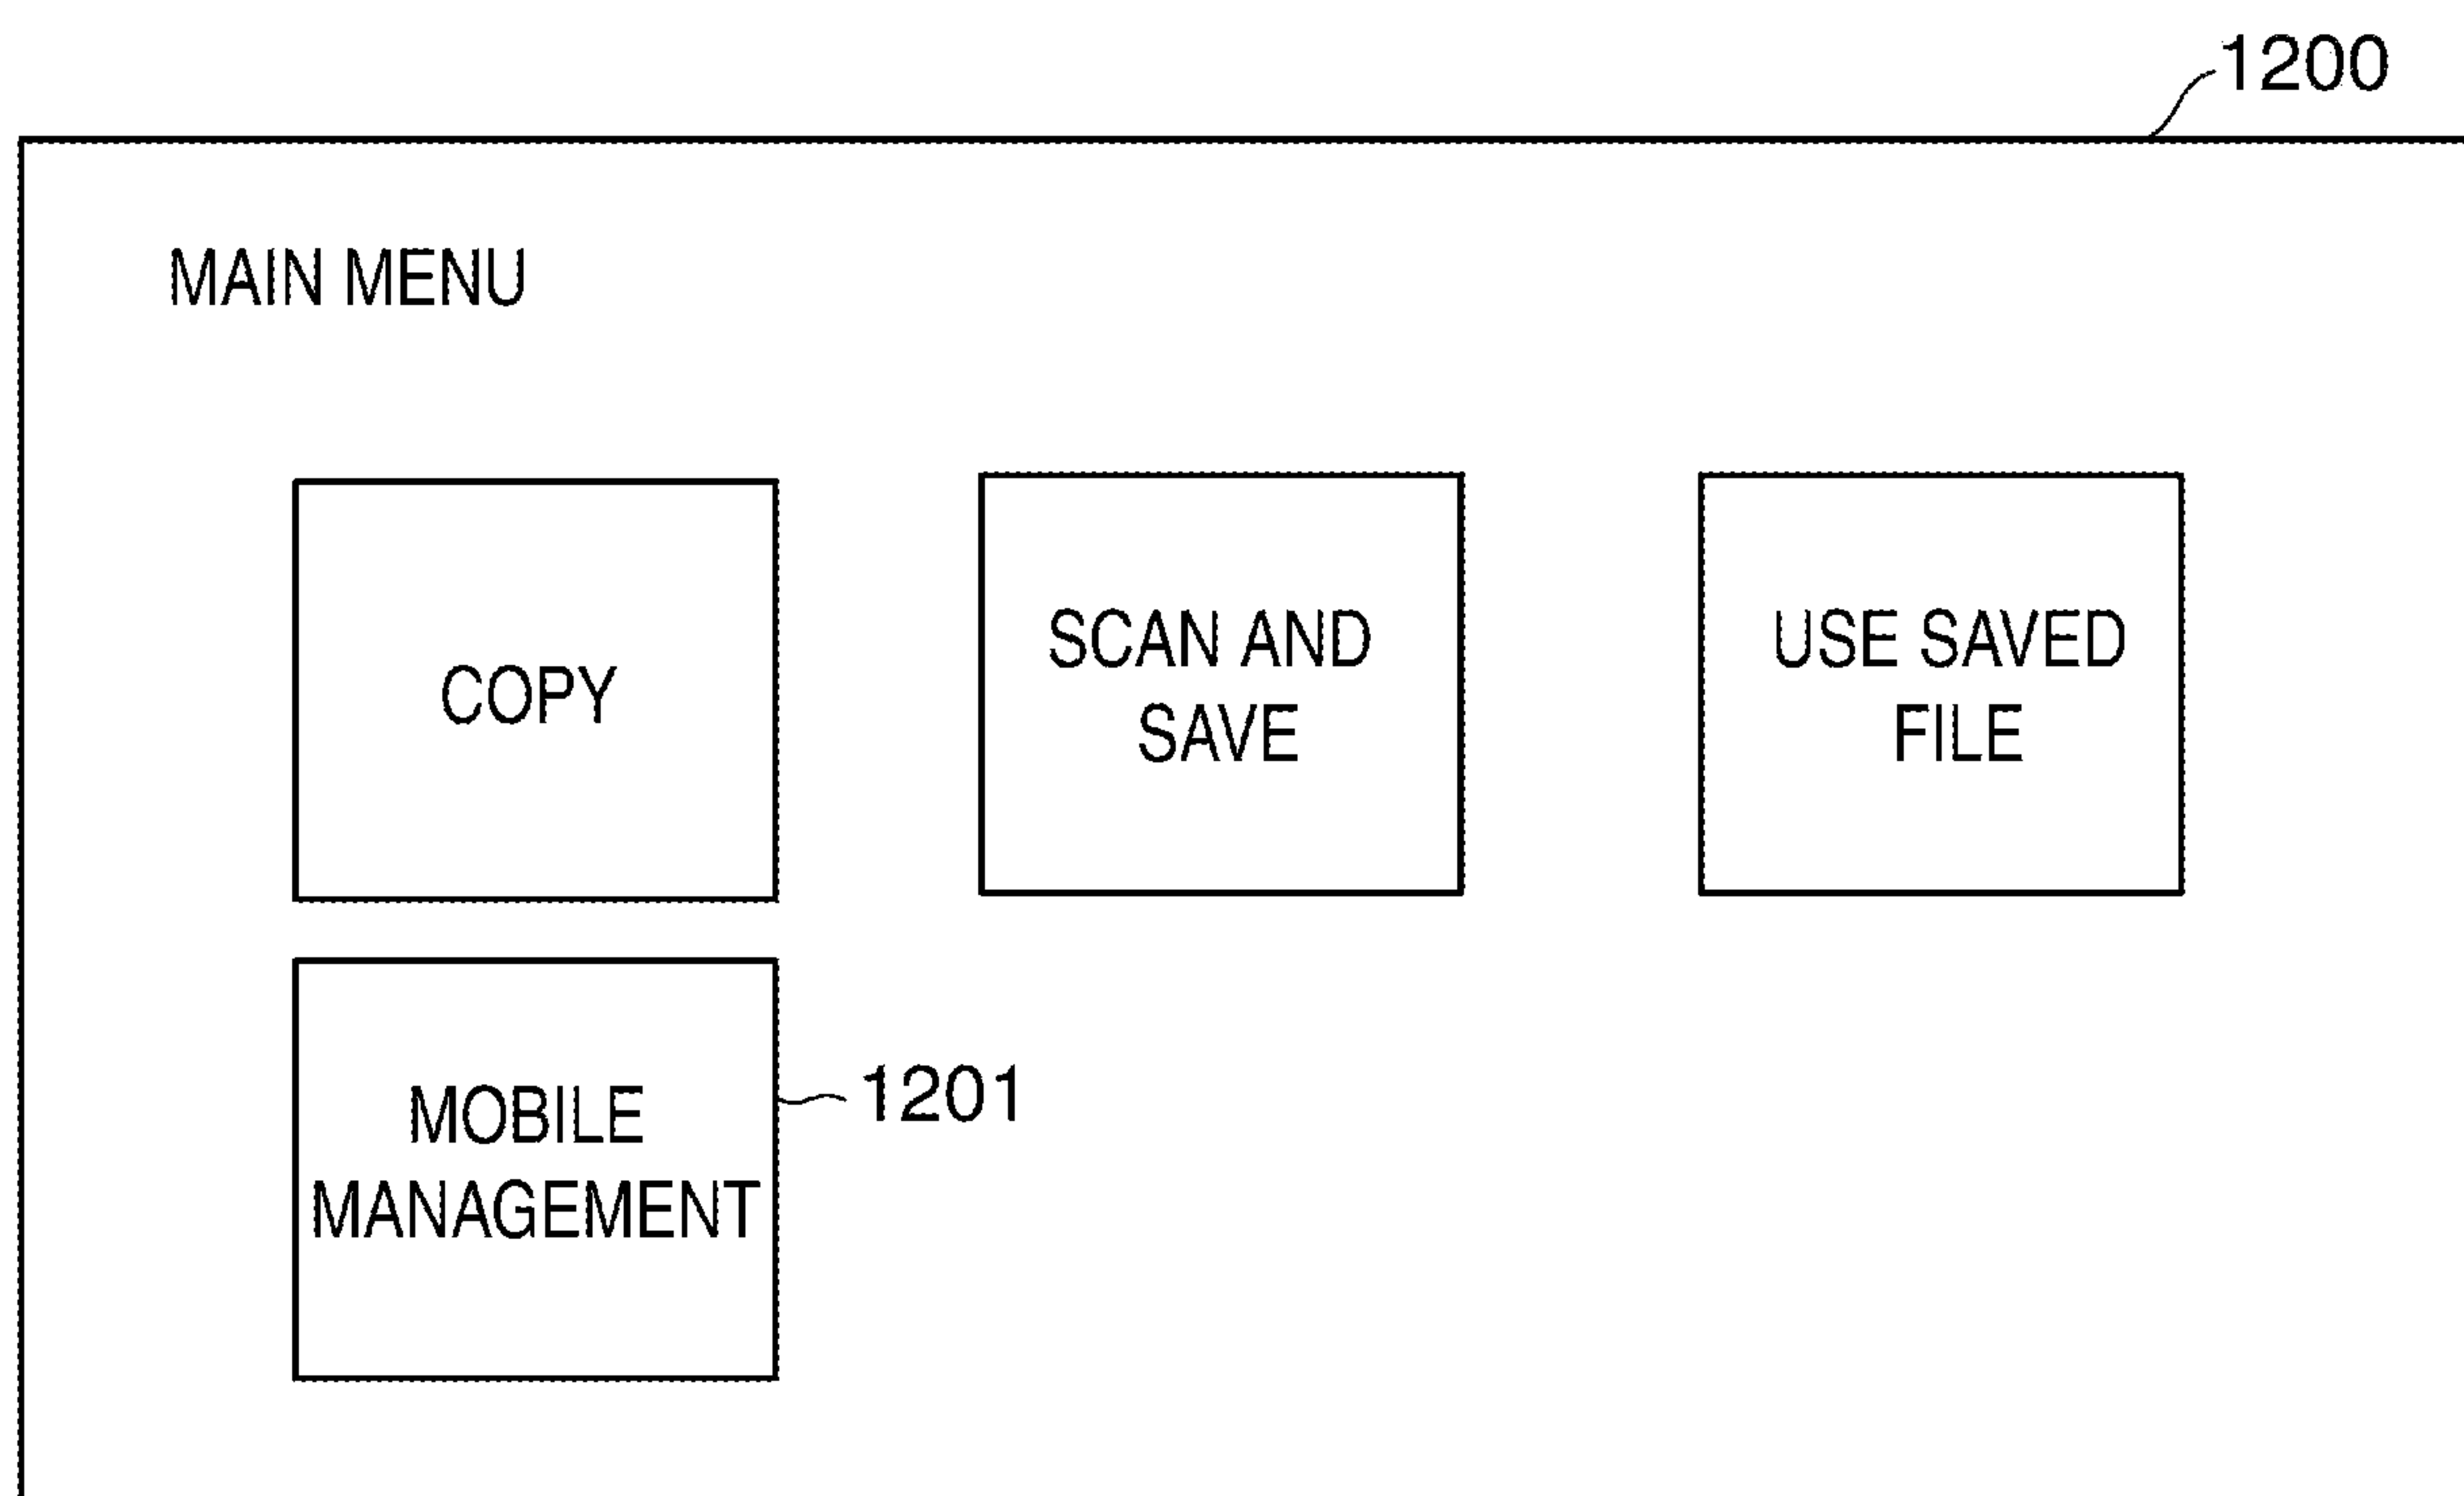 1200
MAIN MENU
COPY
SCAN AND
SAVE
USE SAVED
FILE
MOBILE
MANAGEMENT
1201